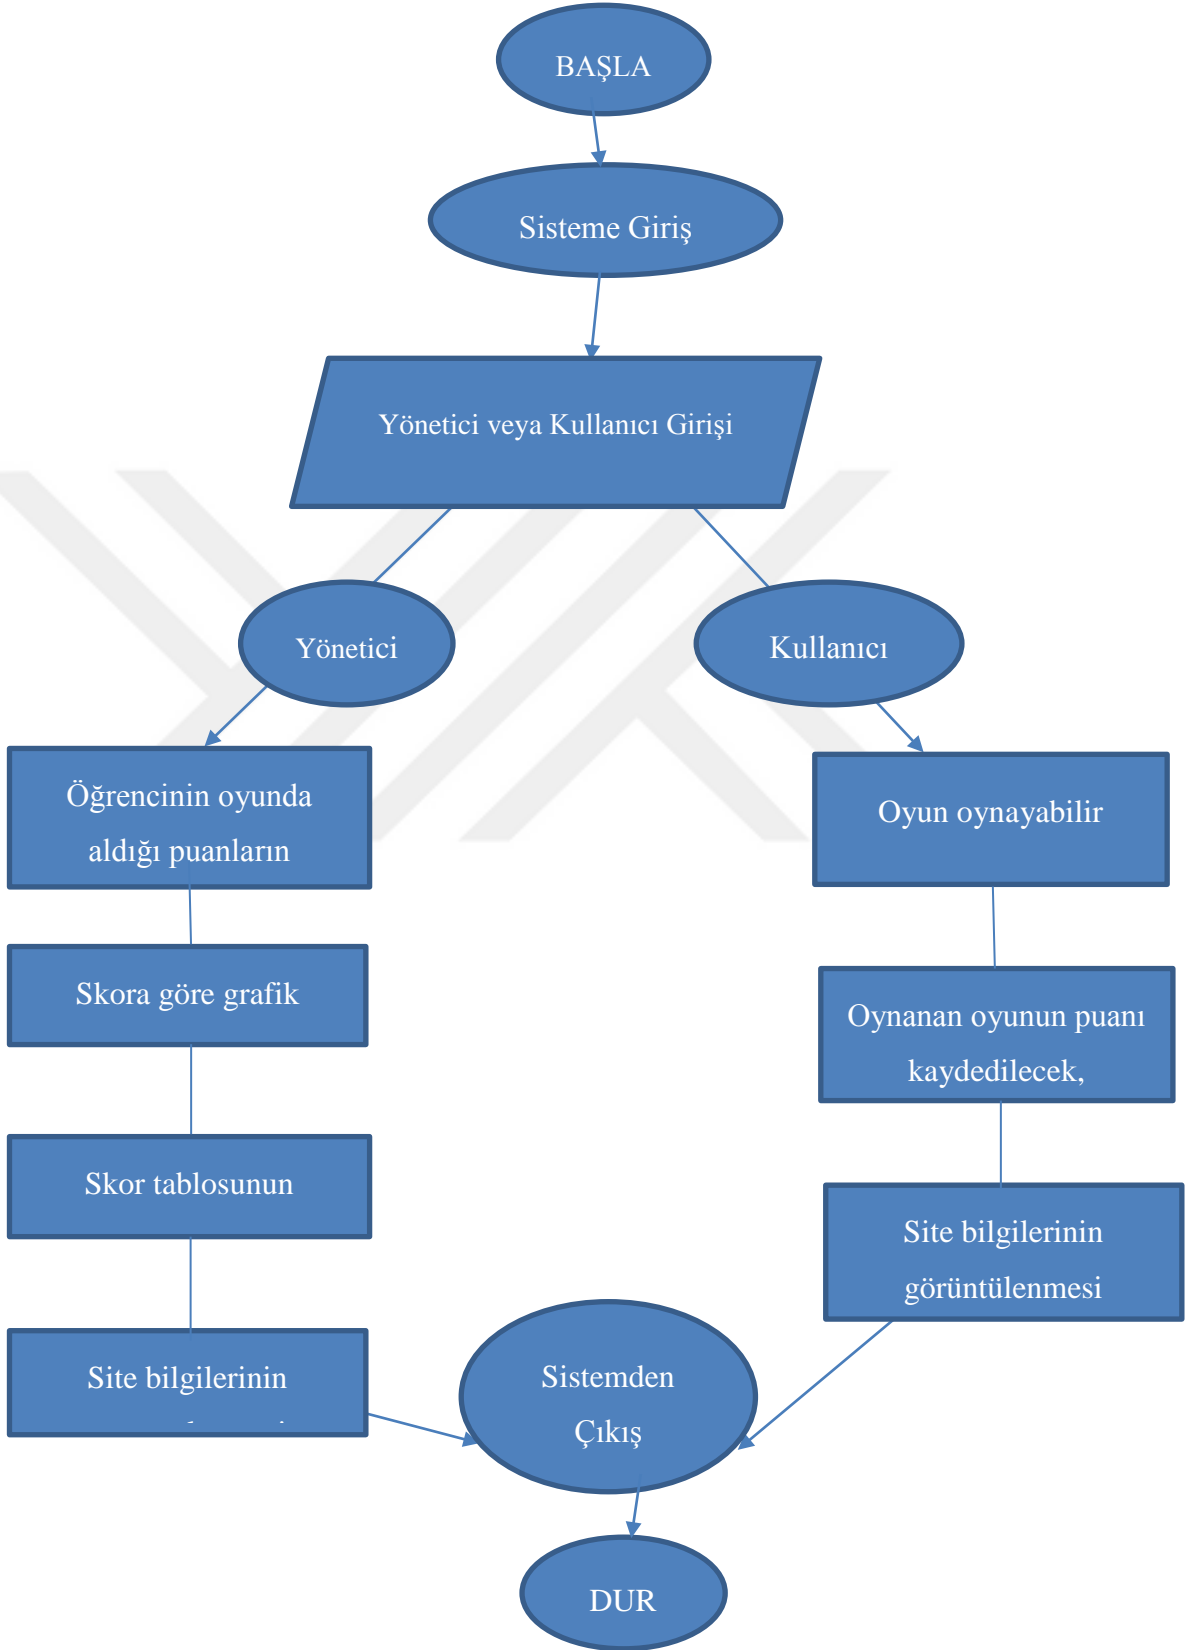 BAŞLA
Sisteme Giriş
Yönetici veya Kullanıcı Girişi
Yönetici
Kullanıcı
Öğrencinin oyunda
aldığı puanların
Oyun oynayabilir
Skora göre grafik
Oynanan oyunun puanı
kaydedilecek,
Skor tablosunun
Site bilgilerinin
görüntülenmesi
Site bilgilerinin
Sistemden
Çıkış
DUR